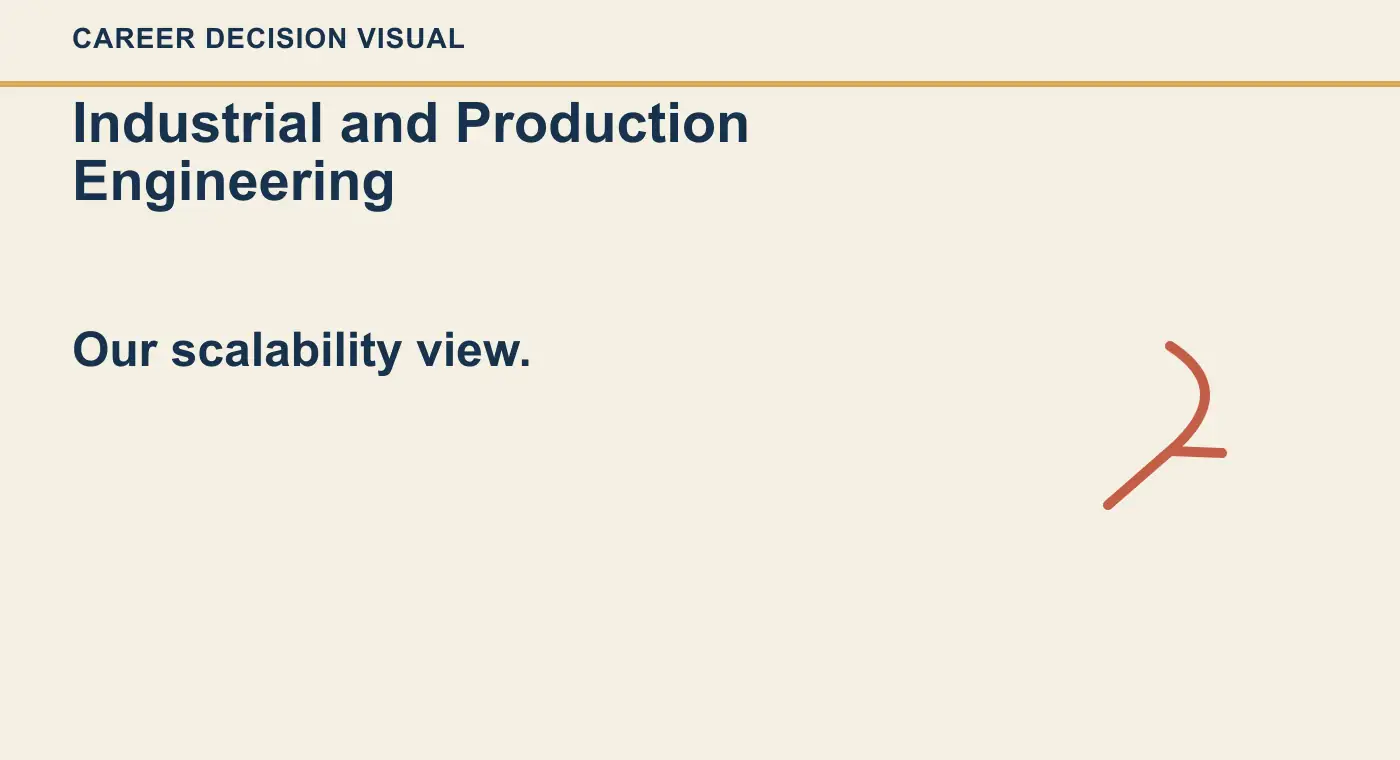 CAREER DECISION VISUAL
Industrial and Production
Engineering
Our scalability view.